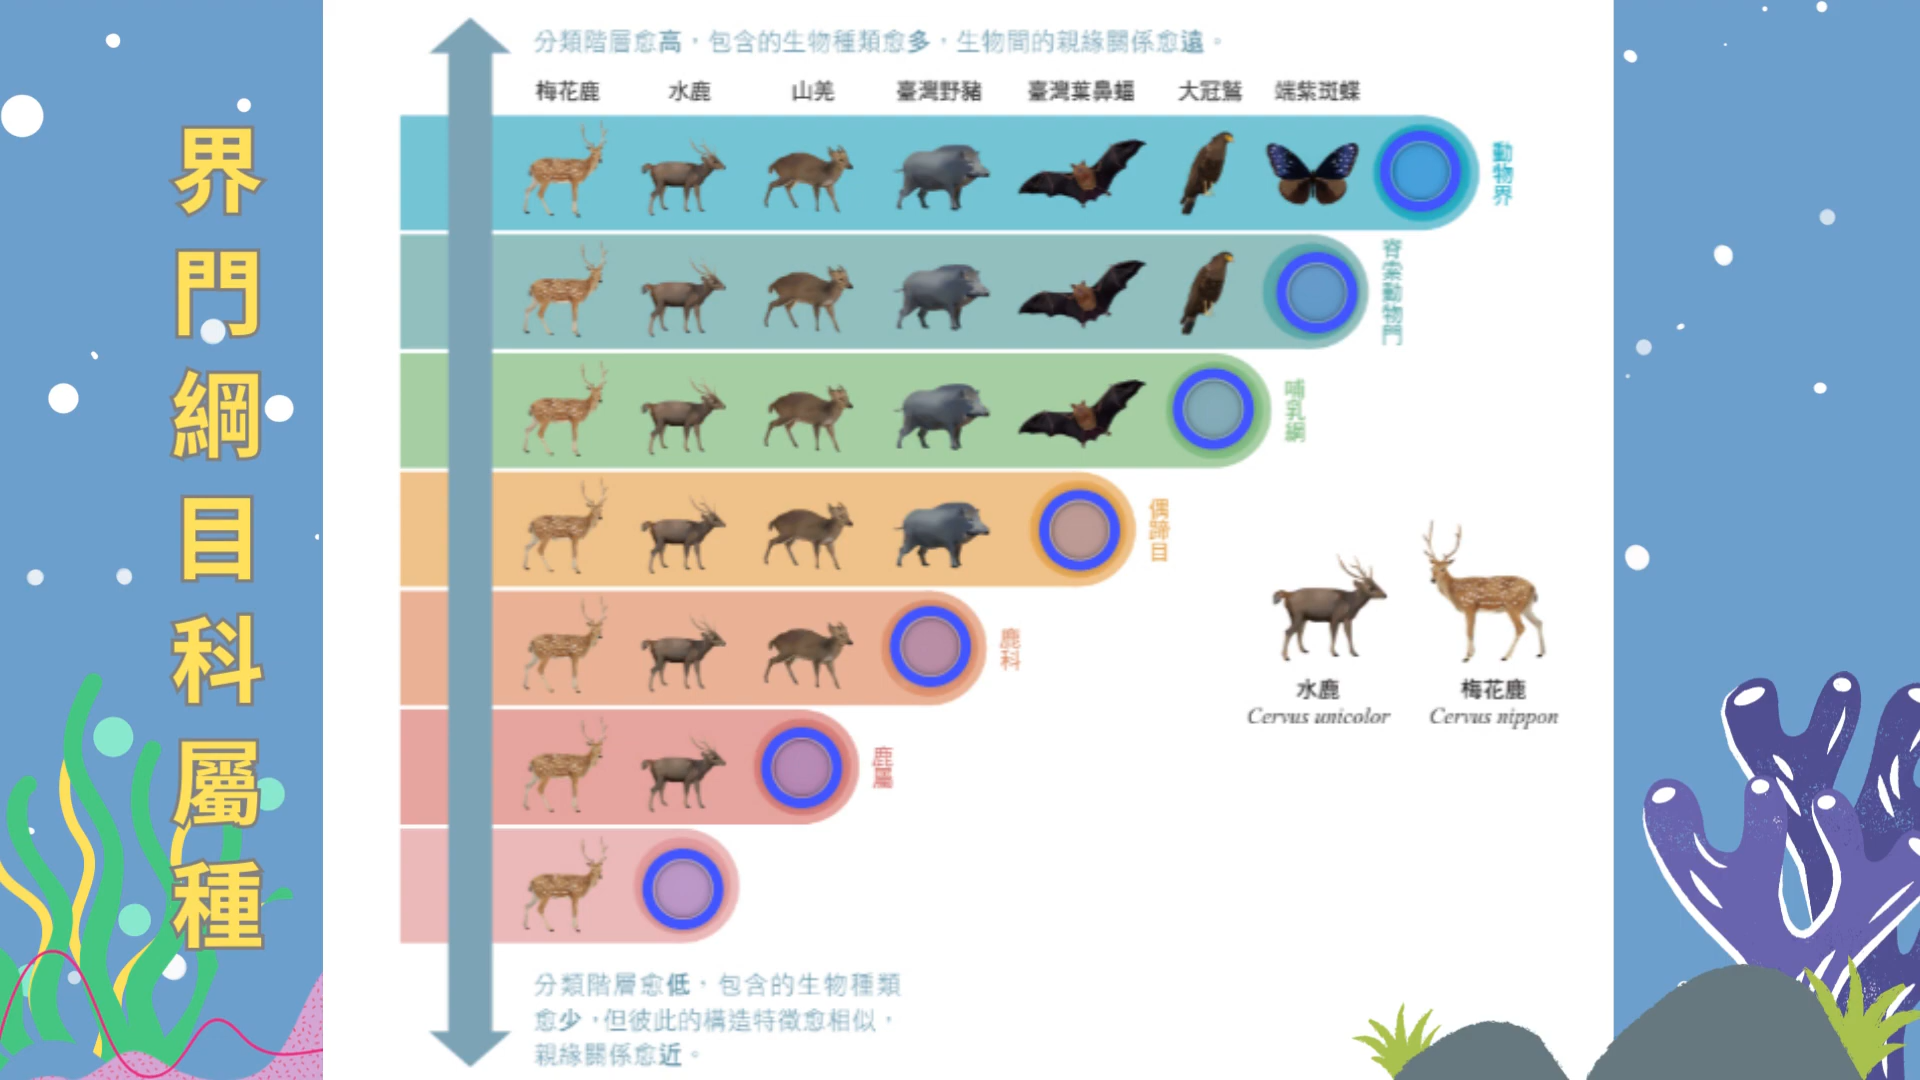 界門綱目科屬種
分類階層愈高，包含的生物種類愈多，生物間的親緣關係愈遠。
梅花鹿 水鹿 山羌 臺灣野豬 臺灣葉鼻蝠 大冠鷲 端紫斑蝶
動物界
脊索動物門
哺乳綱
偶蹄目
鹿科
鹿屬
水鹿 梅花鹿
Cervus unicolor Cervus nippon
分類階層愈低，包含的生物種類
愈少，但彼此的構造特徵愈相似，
親緣關係愈近。